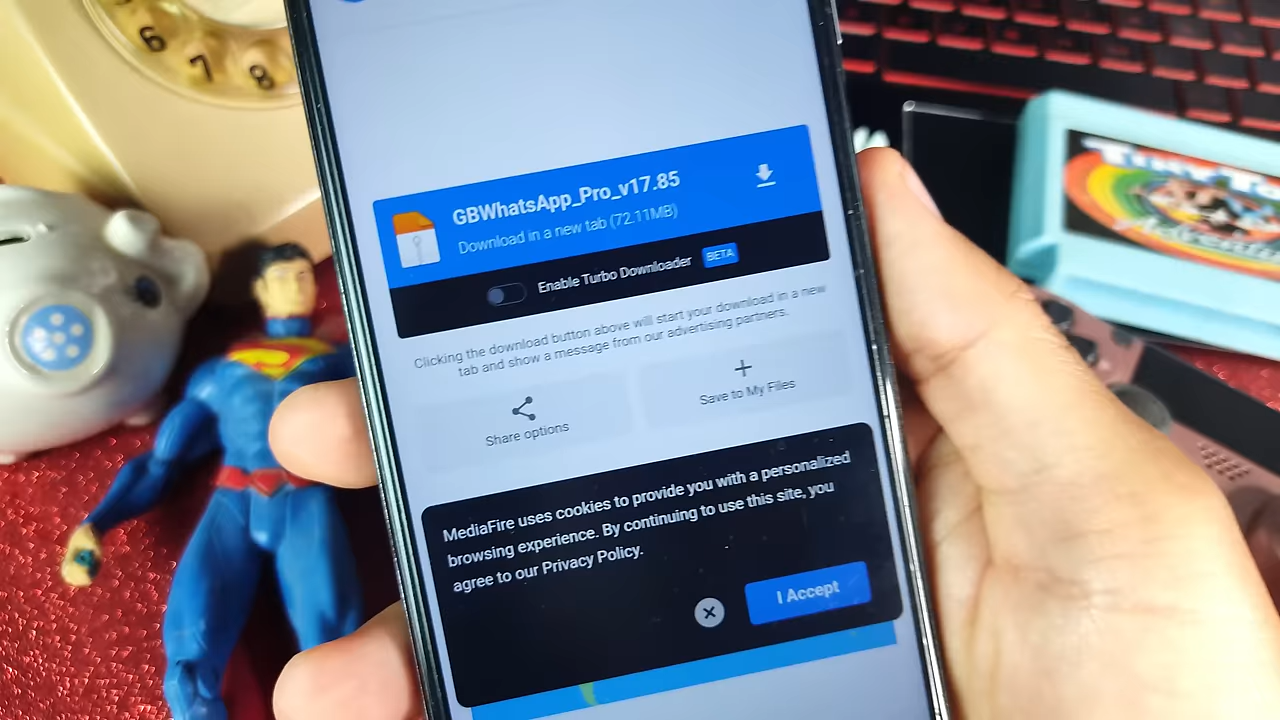 6
7
8
GBWhatsApp_Pro_v17.85
Download in a new tab (72.11MB)
Enable Turbo Downloader BETA
Clicking the download button above will start your download in a new
tab and show a message from our advertising partners.
Share options
Save to My Files
MediaFire uses cookies to provide you with a personalized
browsing experience. By continuing to use this site, you
agree to our Privacy Policy.
I Accept